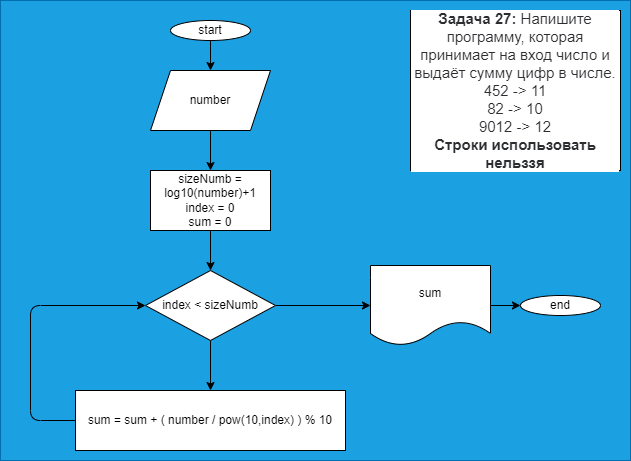 start
Задача 27: Напишите
программу, которая
принимает на вход число и
выдаёт сумму цифр в числе.
452 -> 11
82 -> 10
9012 -> 12
Строки использовать
нельззя
number
sizeNumb =
log10(number)+1
index = 0
sum = 0
index < sizeNumb
sum
end
sum = sum + ( number / pow(10,index) ) % 10